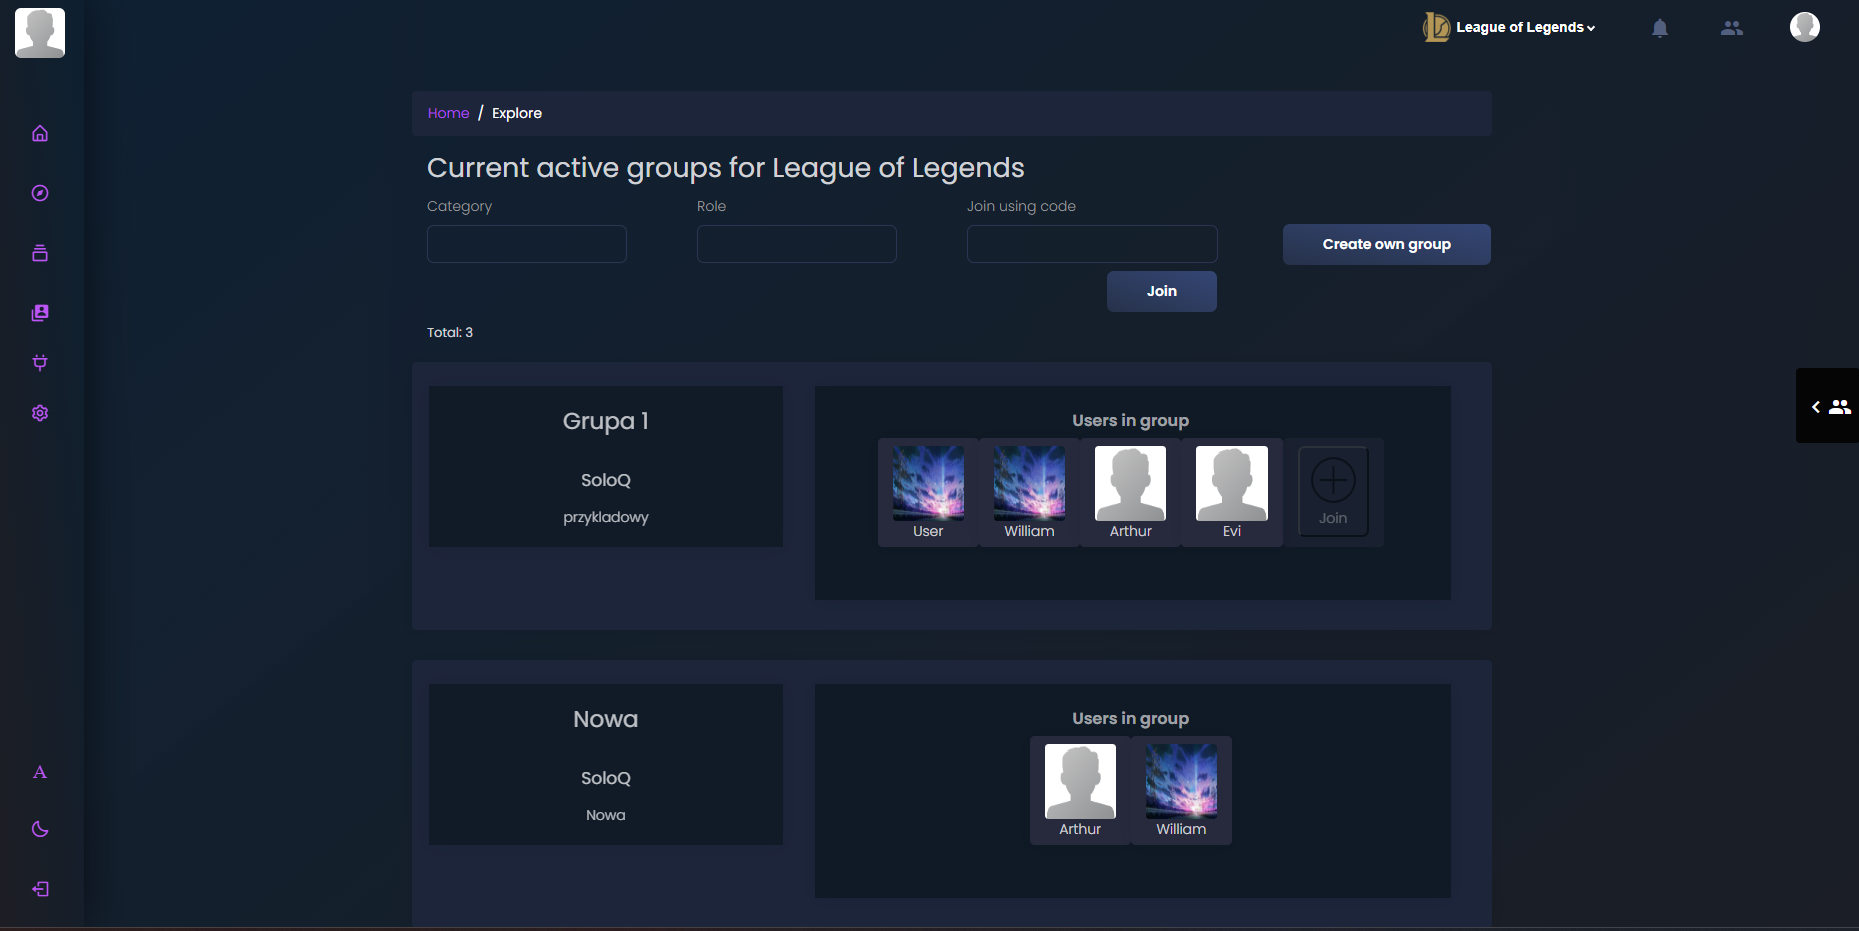 League of Legends
Home / Explore
Current active groups for League of Legends
Category Role Join using code
Create own group
Join
Total: 3
Grupa 1
SoloQ
przykladowy
Users in group
User William Arthur Evi Join
Nowa
SoloQ
Nowa
Users in group
Arthur William
A